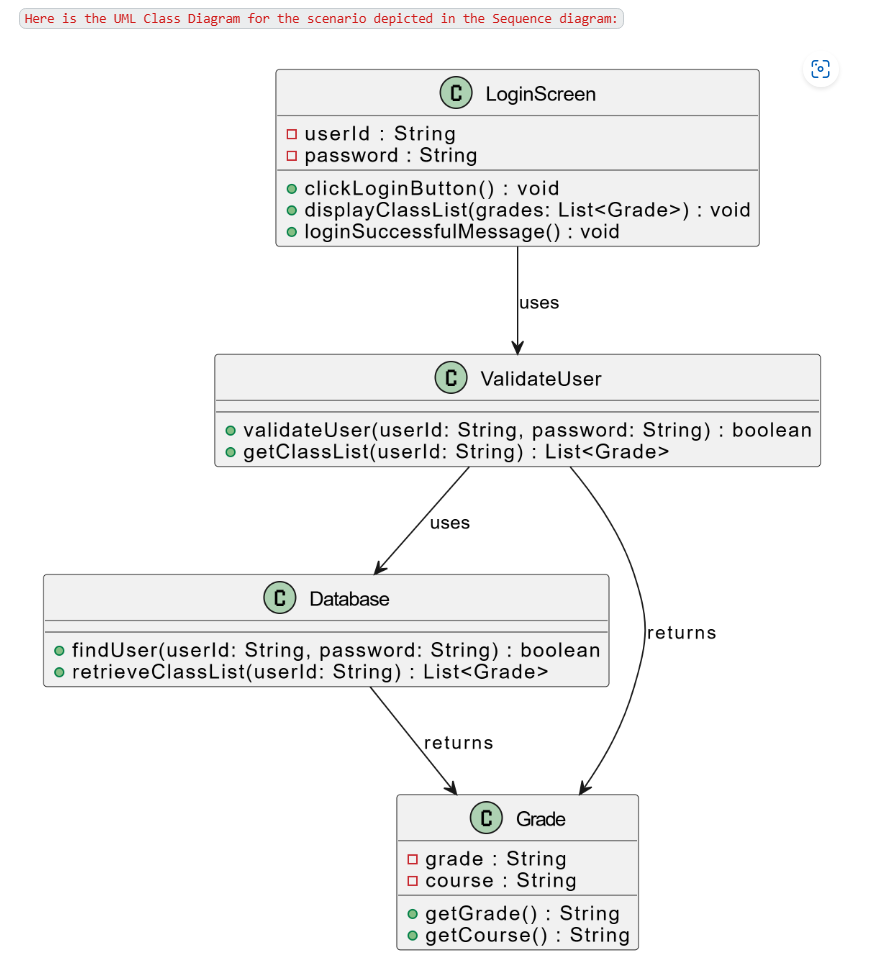 Here is the UML Class Diagram for the scenario depicted in the Sequence diagram:
C LoginScreen
userId : String
password : String
clickLoginButton() : void
displayClassList(grades: List<Grade>) : void
loginSuccessfulMessage() : void
uses
C ValidateUser
validateUser(userId: String, password: String) : boolean
getClassList(userId: String) : List<Grade>
uses
C Database
findUser(userId: String, password: String) : boolean
retrieveClassList(userId: String) : List<Grade>
returns
returns
C Grade
grade : String
course : String
getGrade() : String
getCourse() : String